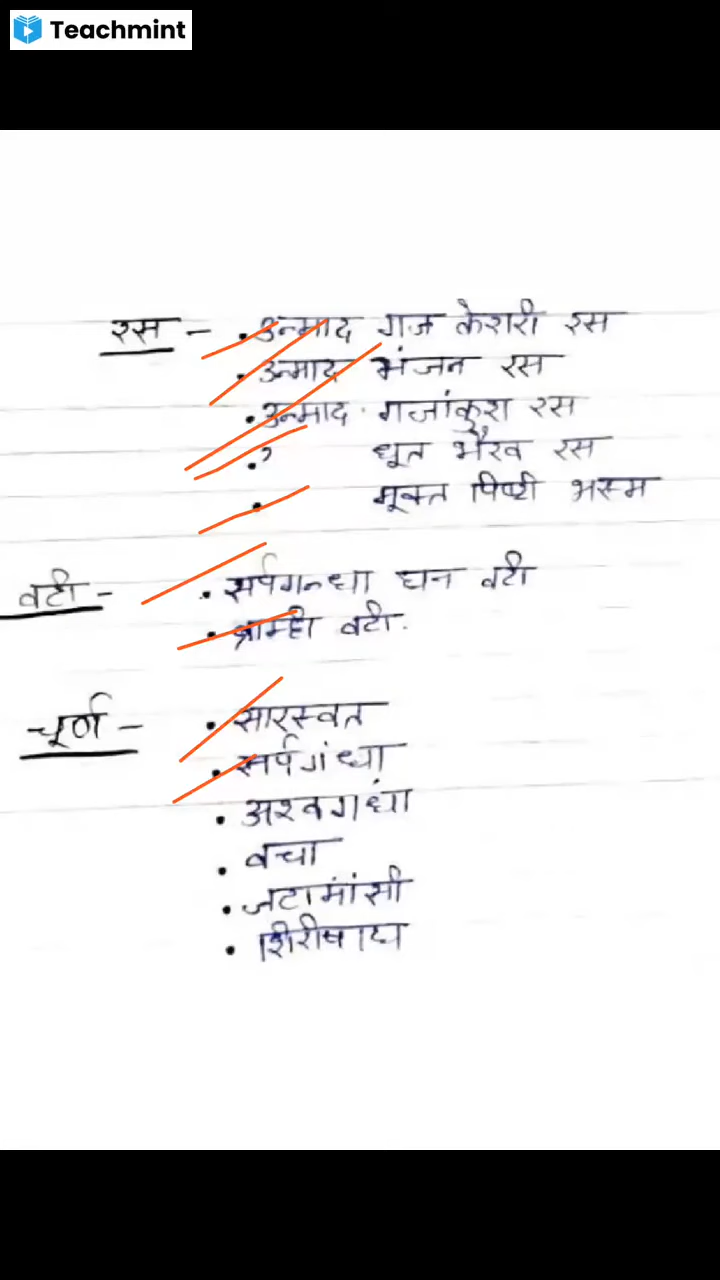 Teachmint
रस - • उन्माद गज केशरी रस
• उन्माद भंजन रस
• उन्माद गजांकुश रस
• ? धूत भैरव रस
• मूक्त पिष्टी भस्म
वटी - • सर्पगन्धा घन वटी
• ब्राम्ही वटी.
चूर्ण - • सारस्वत
• सर्पगंधा
• अश्वगंधा
• वचा
• जटामांसी
• शिरीषाद्य